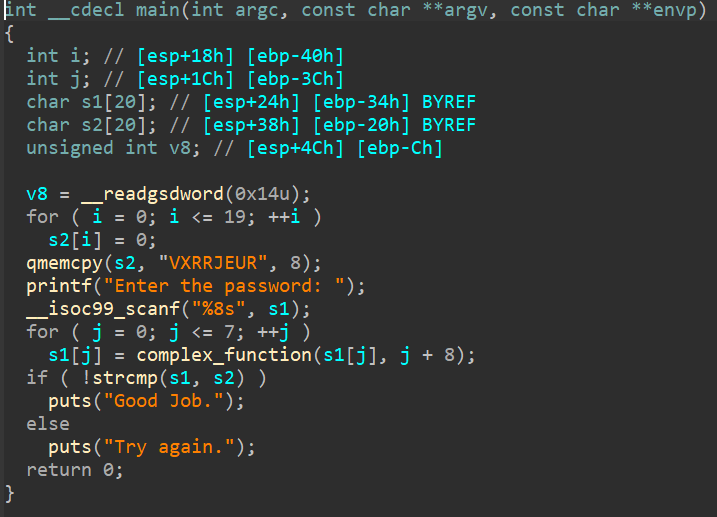 int __cdecl main(int argc, const char **argv, const char **envp)
{
  int i; // [esp+18h] [ebp-40h]
  int j; // [esp+1Ch] [ebp-3Ch]
  char s1[20]; // [esp+24h] [ebp-34h] BYREF
  char s2[20]; // [esp+38h] [ebp-20h] BYREF
  unsigned int v8; // [esp+4Ch] [ebp-Ch]

  v8 = __readgsdword(0x14u);
  for ( i = 0; i <= 19; ++i )
    s2[i] = 0;
  qmemcpy(s2, "VXRRJEUR", 8);
  printf("Enter the password: ");
  __isoc99_scanf("%8s", s1);
  for ( j = 0; j <= 7; ++j )
    s1[j] = complex_function(s1[j], j + 8);
  if ( !strcmp(s1, s2) )
    puts("Good Job.");
  else
    puts("Try again.");
  return 0;
}